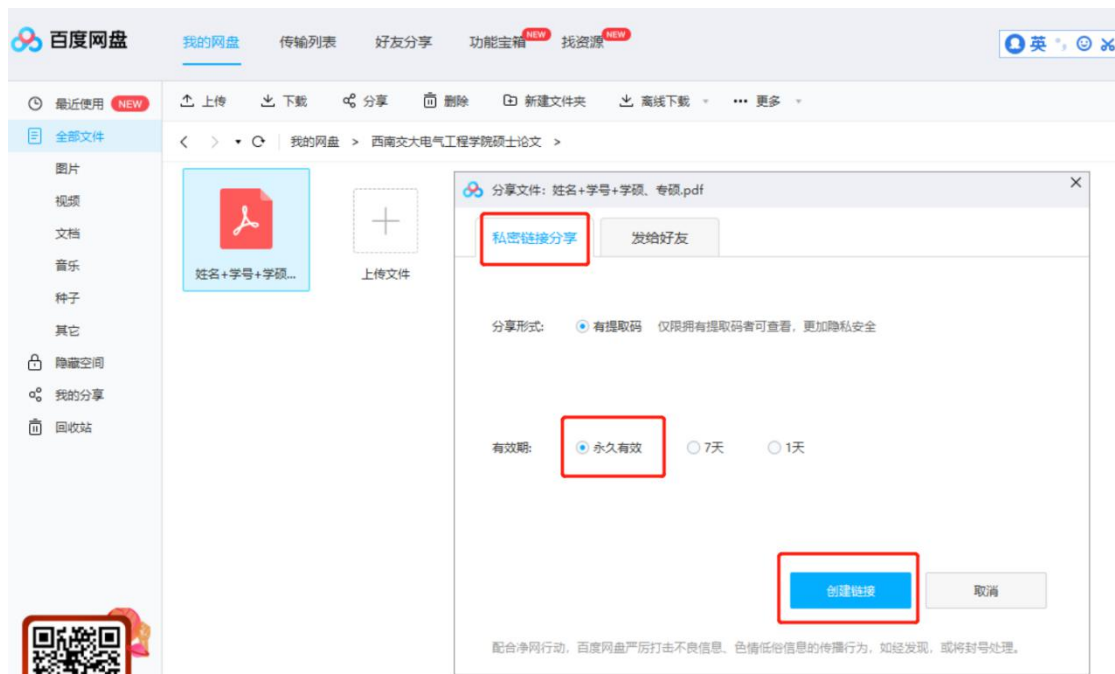 百度网盘
我的网盘 传输列表 好友分享 功能宝箱 NEW 找资源 NEW
英
最近使用 NEW
全部文件
图片
视频
文档
音乐
种子
其它
隐藏空间
我的分享
回收站
上传 下载 分享 删除 新建文件夹 离线下载 更多
我的网盘 > 西南交大电气工程学院硕士论文 >
姓名+学号+学硕...
上传文件
分享文件：姓名+学号+学硕、专硕.pdf
私密链接分享 发给好友
分享形式: 有提取码 仅限拥有提取码者可查看，更加隐私安全
有效期: 永久有效 7天 1天
创建链接 取消
配合净网行动，百度网盘严厉打击不良信息、色情低俗信息的传播行为，如经发现，或将封号处理。